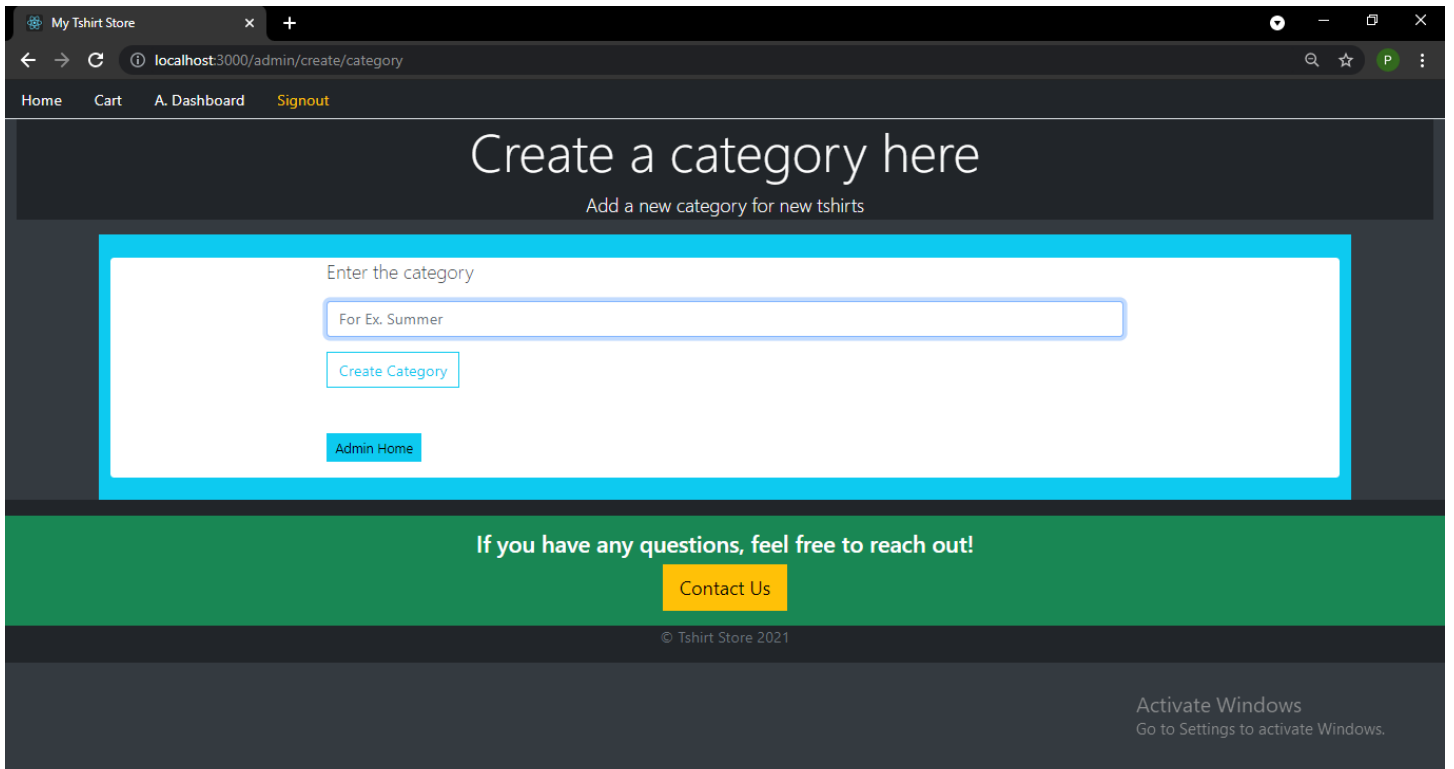 My Tshirt Store
localhost:3000/admin/create/category
P
Home Cart A. Dashboard Signout
Create a category here
Add a new category for new tshirts
Enter the category
For Ex. Summer
Create Category
Admin Home
If you have any questions, feel free to reach out!
Contact Us
© Tshirt Store 2021
Activate Windows
Go to Settings to activate Windows.